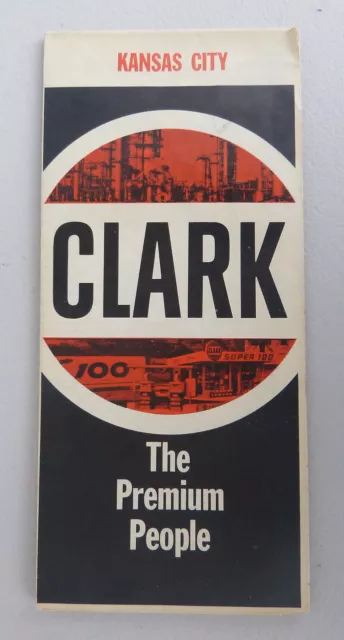 KANSAS CITY
CLARK
100
SUPER 100
The
Premium
People